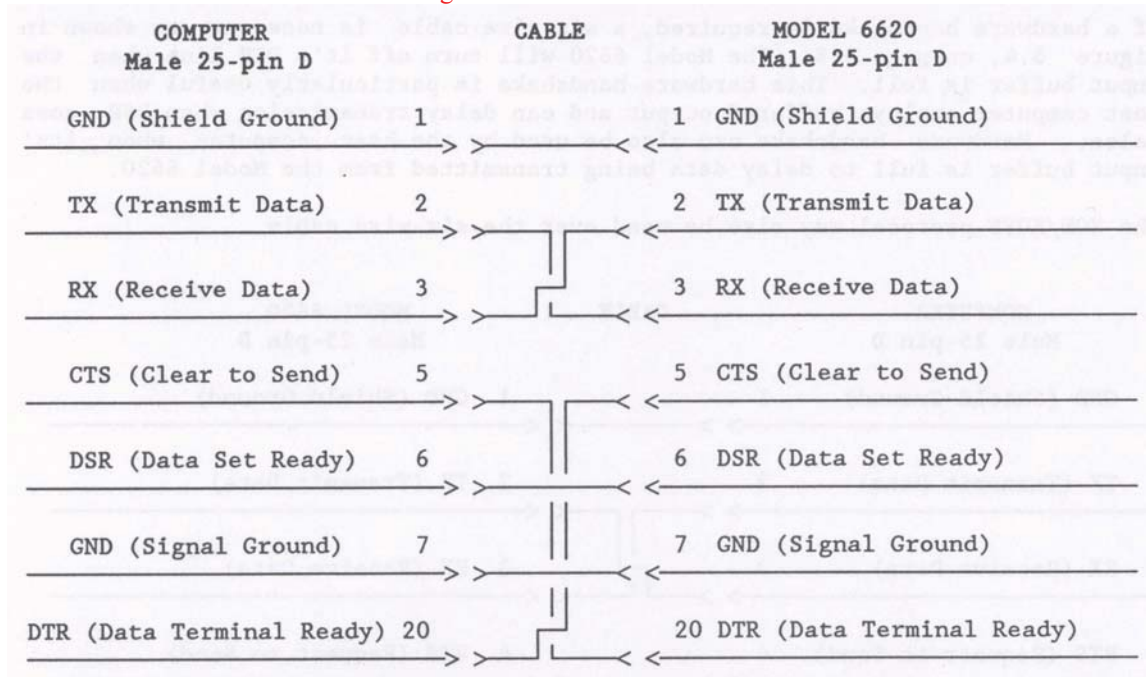 COMPUTER CABLE MODEL 6620
Male 25-pin D Male 25-pin D
GND (Shield Ground) 1 1 GND (Shield Ground)
TX (Transmit Data) 2 2 TX (Transmit Data)
RX (Receive Data) 3 3 RX (Receive Data)
CTS (Clear to Send) 5 5 CTS (Clear to Send)
DSR (Data Set Ready) 6 6 DSR (Data Set Ready)
GND (Signal Ground) 7 7 GND (Signal Ground)
DTR (Data Terminal Ready) 20 20 DTR (Data Terminal Ready)